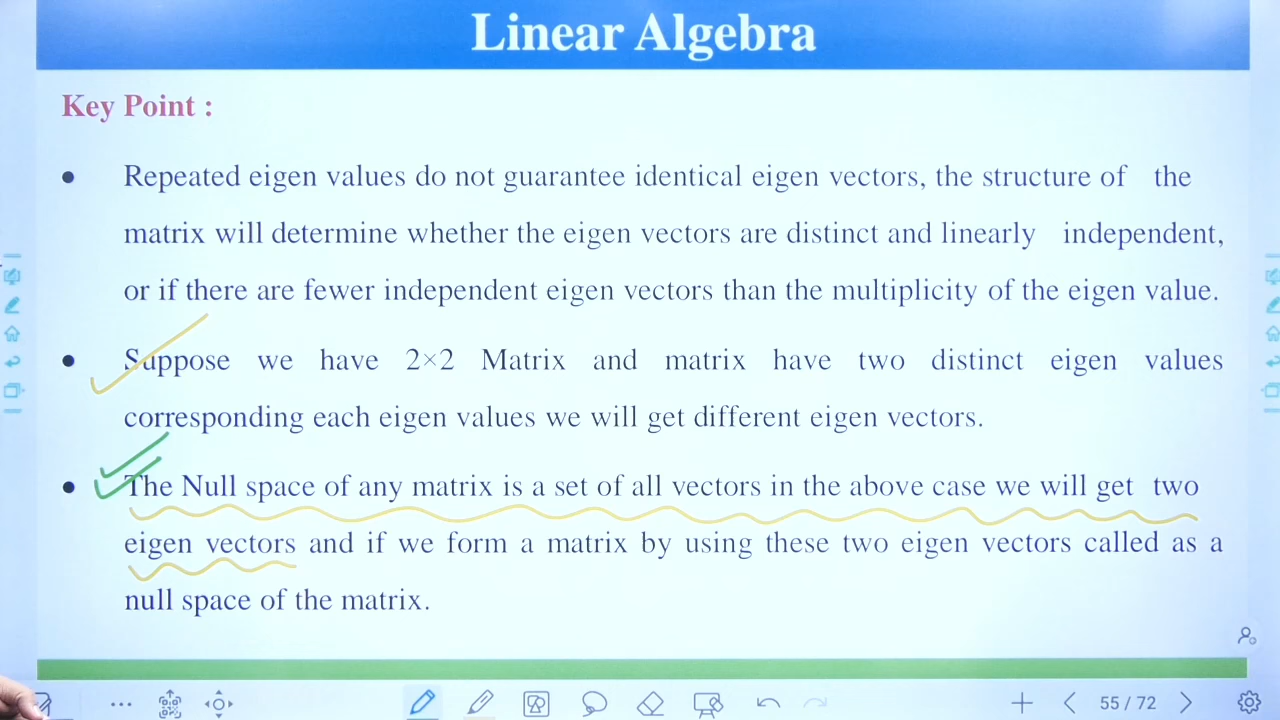 Linear Algebra
Key Point :
• Repeated eigen values do not guarantee identical eigen vectors, the structure of the
matrix will determine whether the eigen vectors are distinct and linearly independent,
or if there are fewer independent eigen vectors than the multiplicity of the eigen value.
• Suppose we have 2×2 Matrix and matrix have two distinct eigen values
corresponding each eigen values we will get different eigen vectors.
• The Null space of any matrix is a set of all vectors in the above case we will get two
eigen vectors and if we form a matrix by using these two eigen vectors called as a
null space of the matrix.
55 / 72